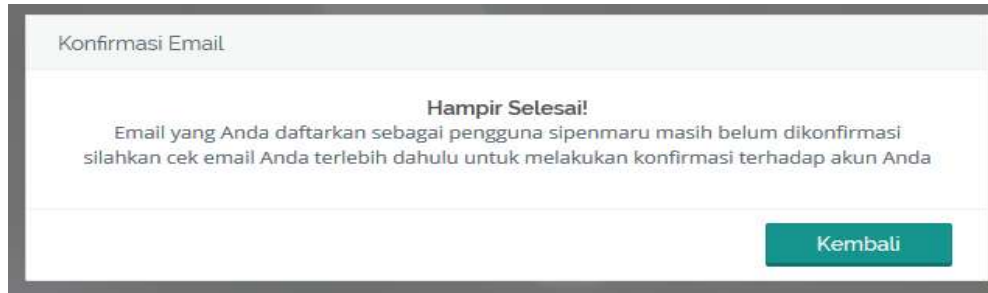 Konfirmasi Email
Hampir Selesai!
Email yang Anda daftarkan sebagai pengguna sipenmaru masih belum dikonfirmasi
silahkan cek email Anda terlebih dahulu untuk melakukan konfirmasi terhadap akun Anda
Kembali